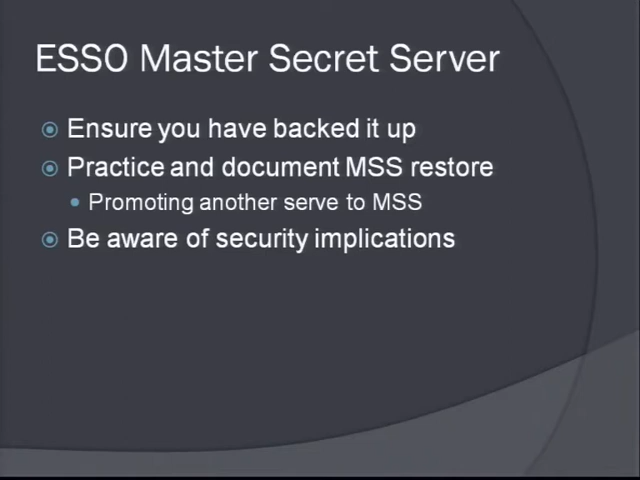 ESSO Master Secret Server
Ensure you have backed it up
Practice and document MSS restore
Promoting another serve to MSS
Be aware of security implications